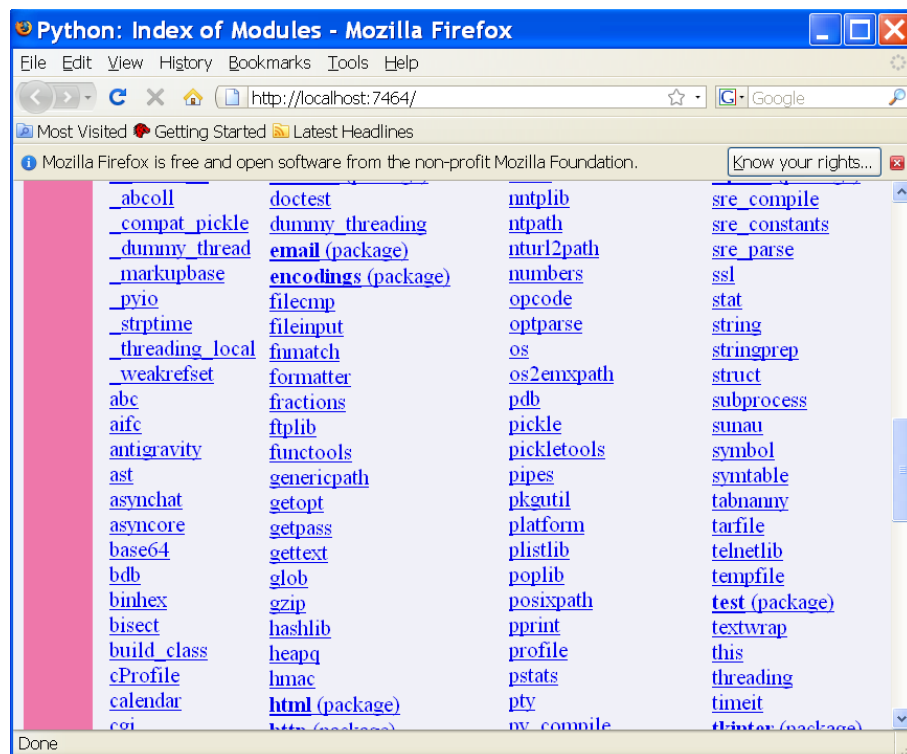 Python: Index of Modules - Mozilla Firefox
File Edit View History Bookmarks Tools Help
http://localhost:7464/
G Google
Most Visited Getting Started Latest Headlines
Mozilla Firefox is free and open software from the non-profit Mozilla Foundation. Know your rights...
_abcoll doctest nntplib sre_compile
_compat_pickle dummy_threading ntpath sre_constants
_dummy_thread email (package) nturl2path sre_parse
_markupbase encodings (package) numbers ssl
_pyio filecmp opcode stat
_strptime fileinput optparse string
_threading_local fnmatch os stringprep
_weakrefset formatter os2emxpath struct
abc fractions pdb subprocess
aifc ftplib pickle sunau
antigravity functools pickletools symbol
ast genericpath pipes symtable
asynchat getopt pkgutil tabnanny
asyncore getpass platform tarfile
base64 gettext plistlib telnetlib
bdb glob poplib tempfile
binhex gzip posixpath test (package)
bisect hashlib pprint textwrap
build_class heapq profile this
cProfile hmac pstats threading
calendar html (package) pty timeit
cgi http (package) py_compile tkinter (package)
Done